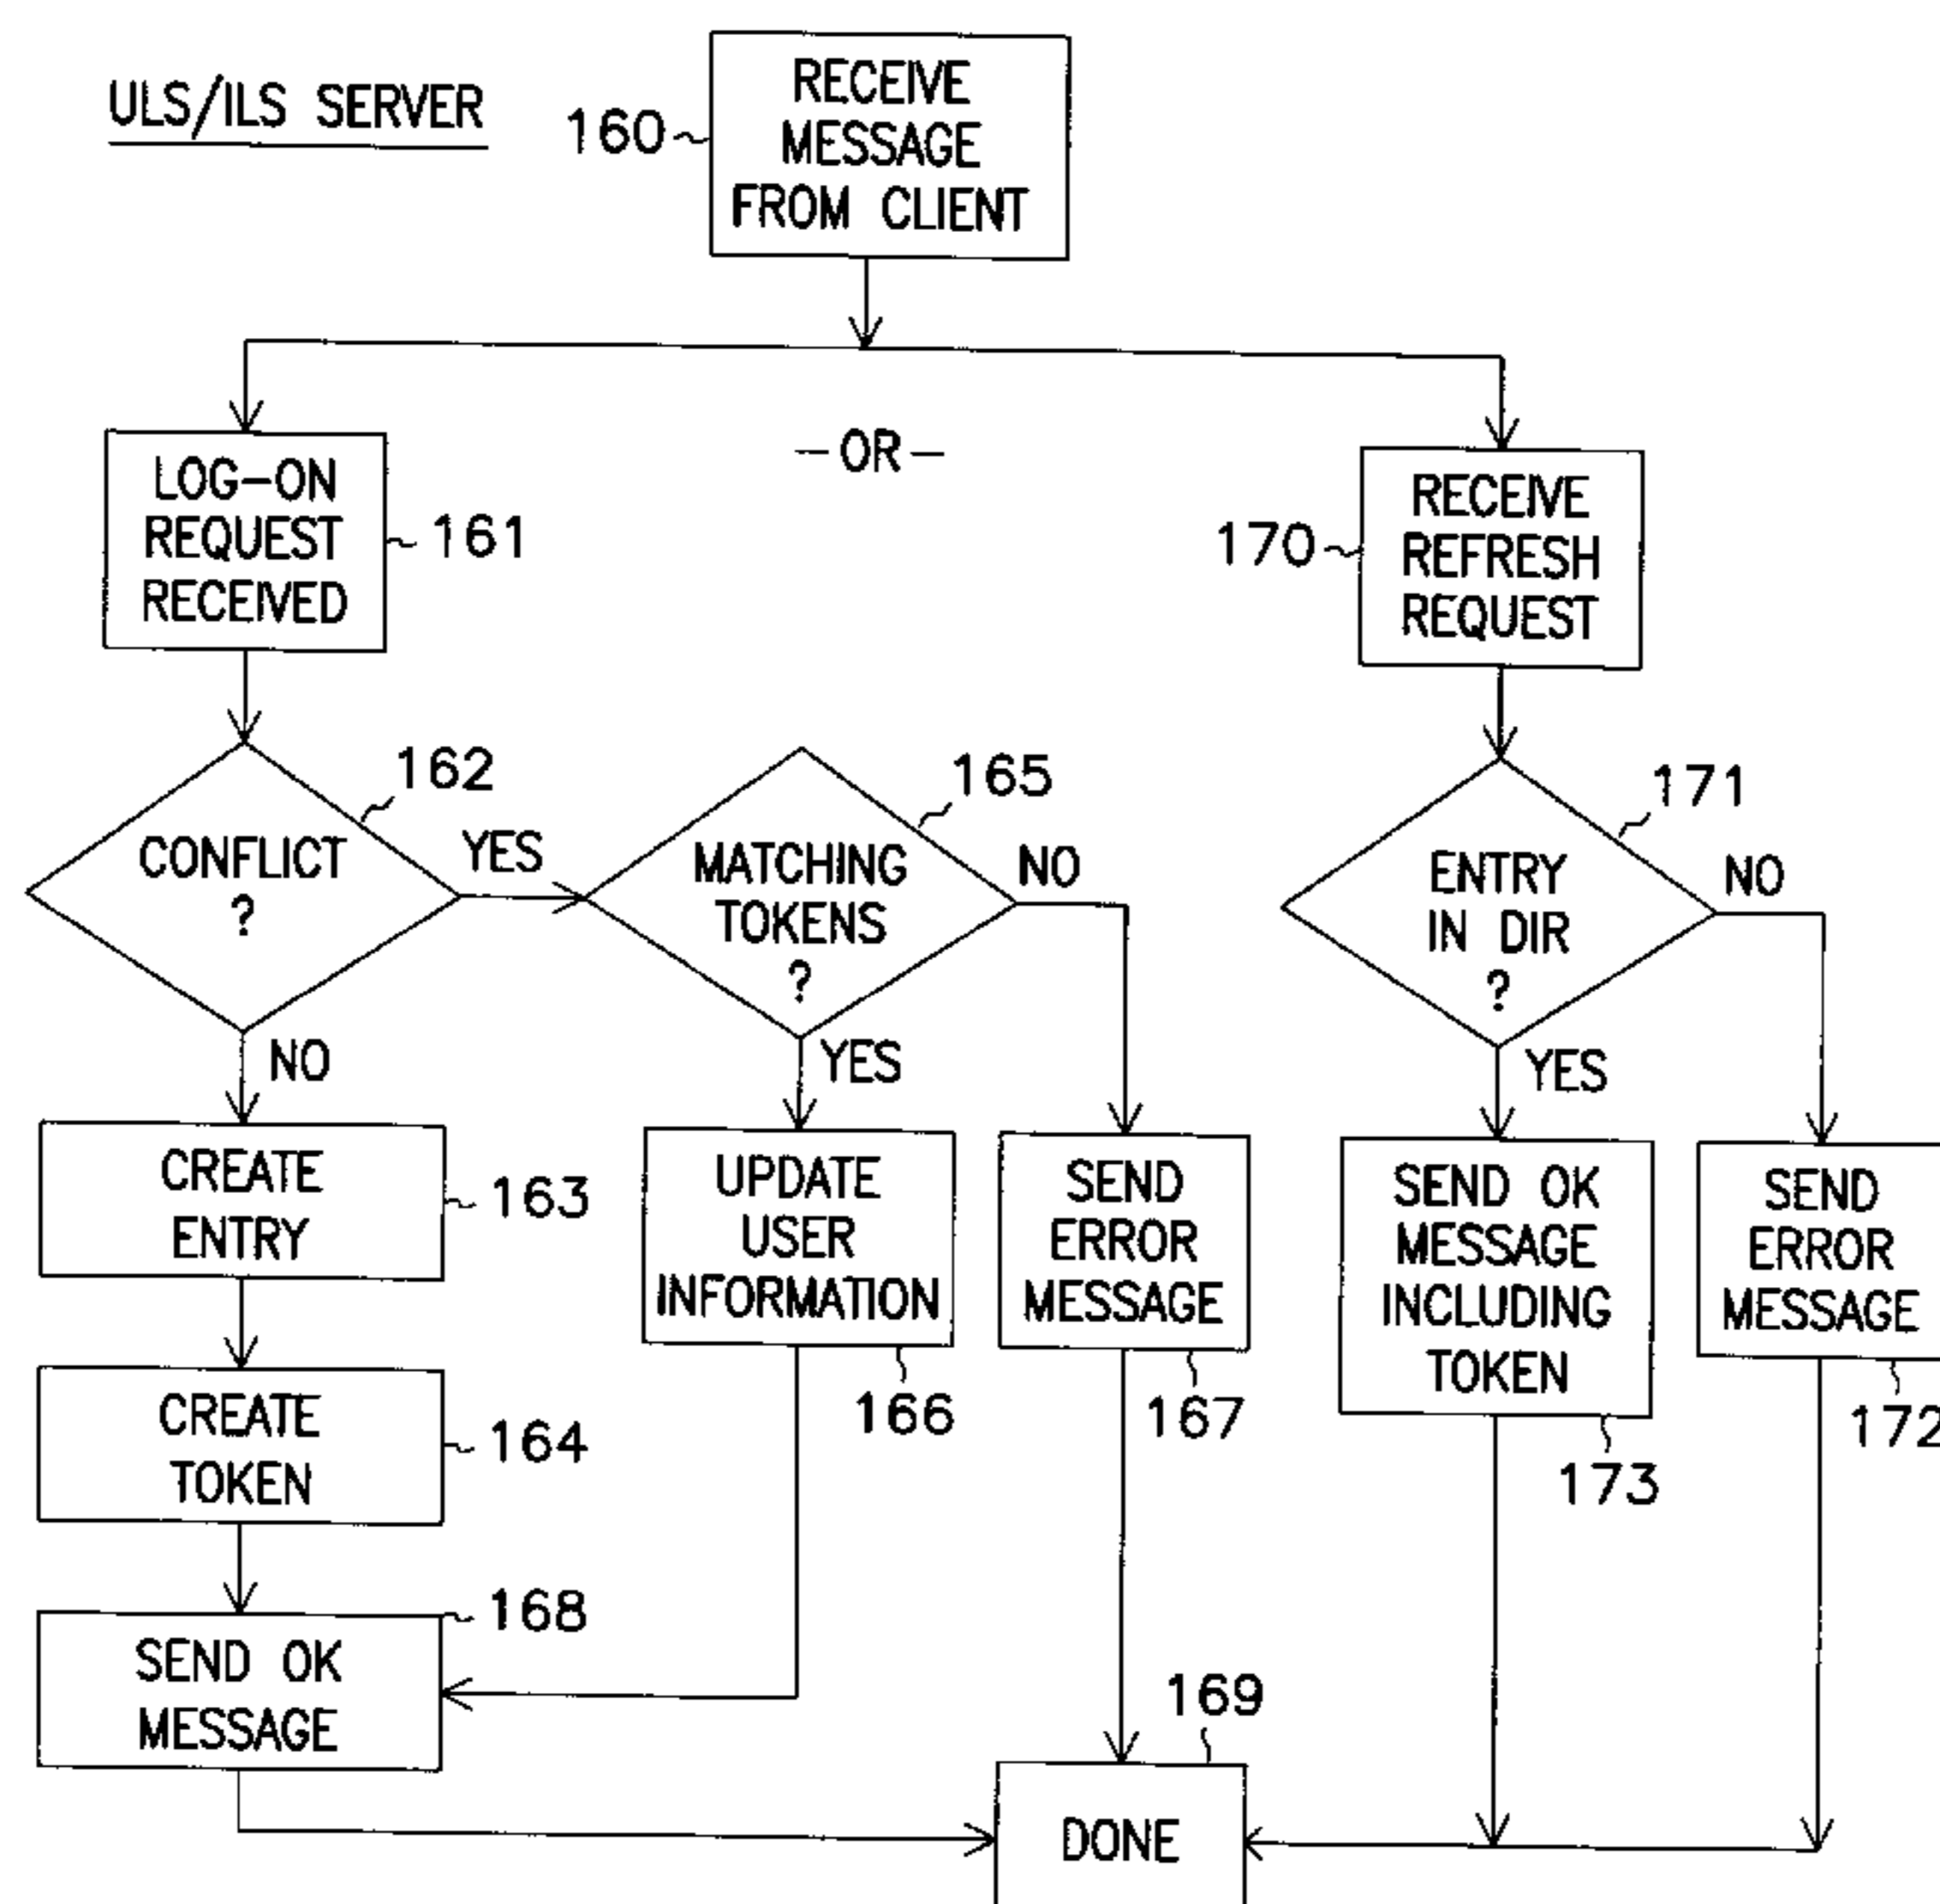 ULS/ILS SERVER
160
RECEIVE
MESSAGE
FROM CLIENT
-OR-
LOG-ON
REQUEST
RECEIVED
161
170
RECEIVE
REFRESH
REQUEST
CONFLICT
?
162
YES
NO
MATCHING
TOKENS
?
165
NO
YES
ENTRY
IN DIR
?
171
NO
YES
CREATE
ENTRY
163
UPDATE
USER
INFORMATION
166
SEND
ERROR
MESSAGE
167
SEND OK
MESSAGE
INCLUDING
TOKEN
173
SEND
ERROR
MESSAGE
172
CREATE
TOKEN
164
SEND OK
MESSAGE
168
169
DONE